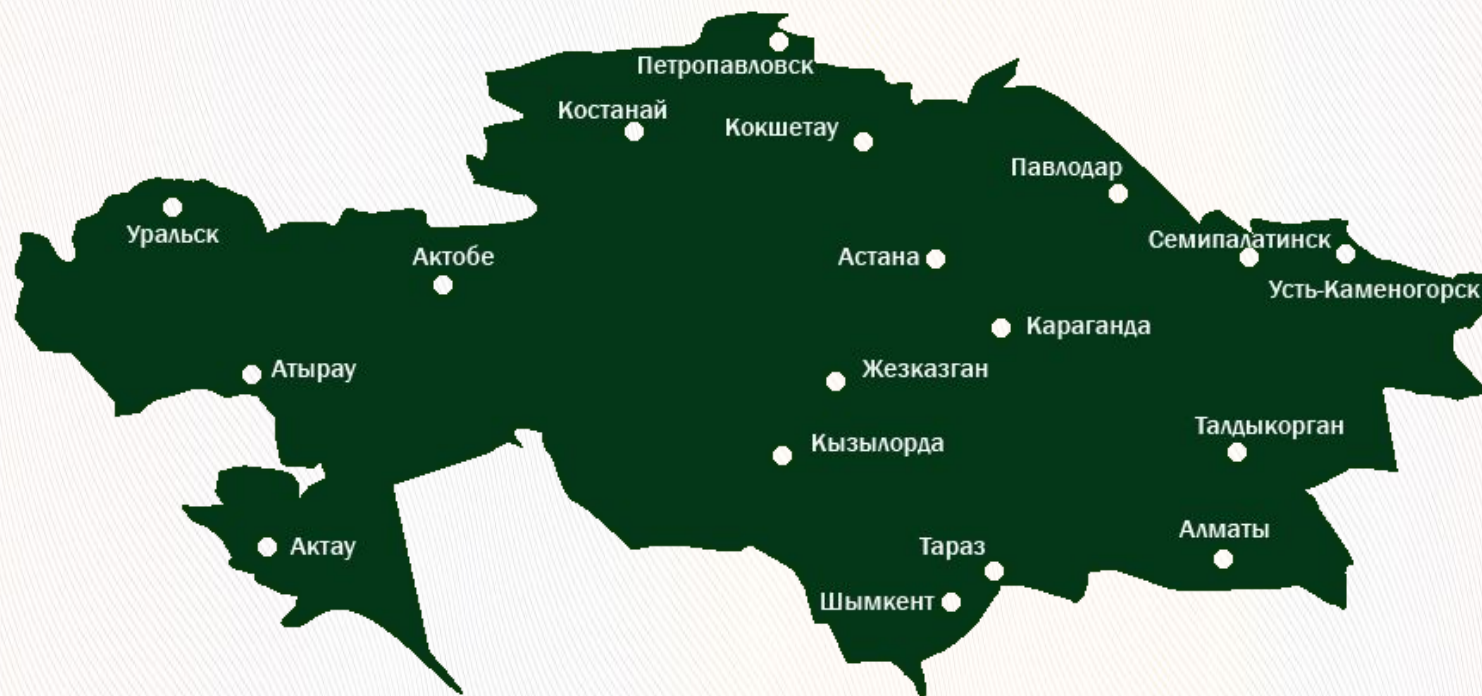 Петропавловск
Костанай
Кокшетау
Павлодар
Уральск
Семипалатинск
Актобе
Астана
Усть-Каменогорск
Караганда
Атырау
Жезказган
Талдыкорган
Кызылорда
Алматы
Актау
Тараз
Шымкент